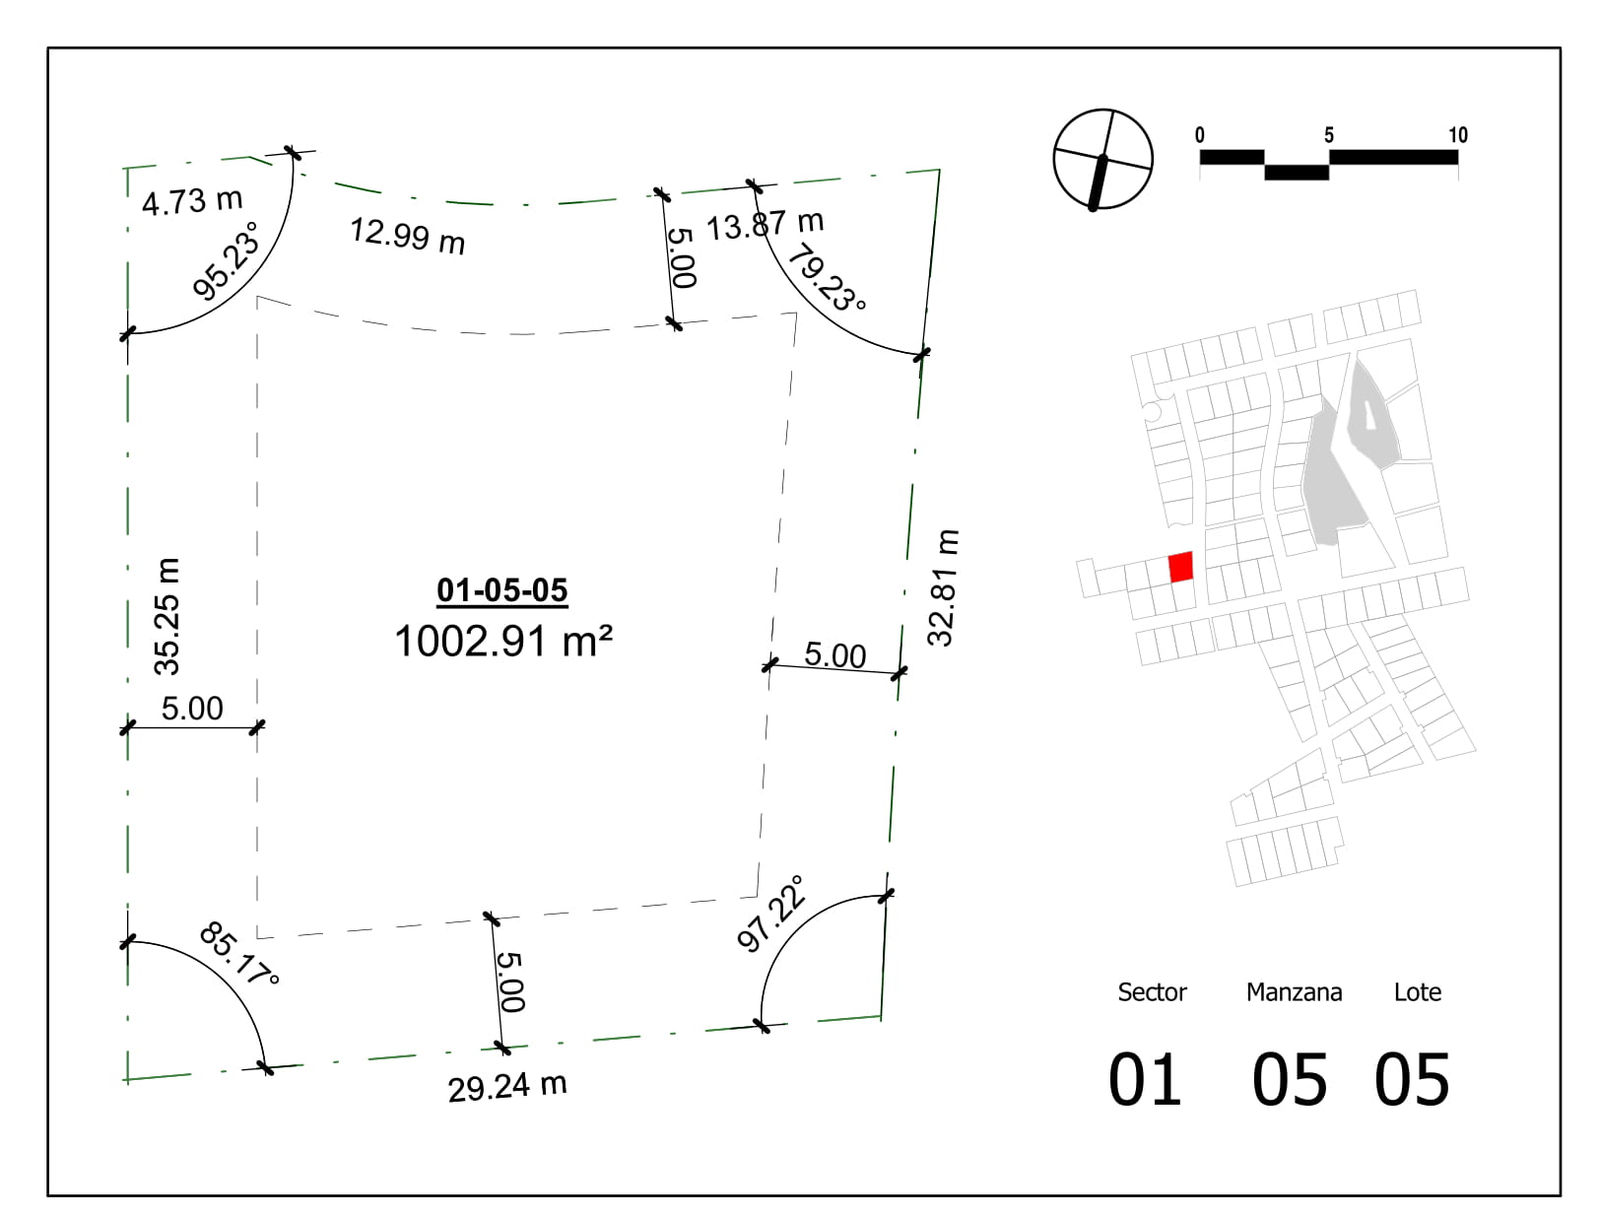 0 5 10
4.73 m
95.23°
12.99 m
5.00
13.87 m
79.23°
35.25 m
5.00
01-05-05
1002.91 m²
5.00
32.81 m
85.17°
5.00
97.22°
29.24 m
Sector Manzana Lote
01 05 05